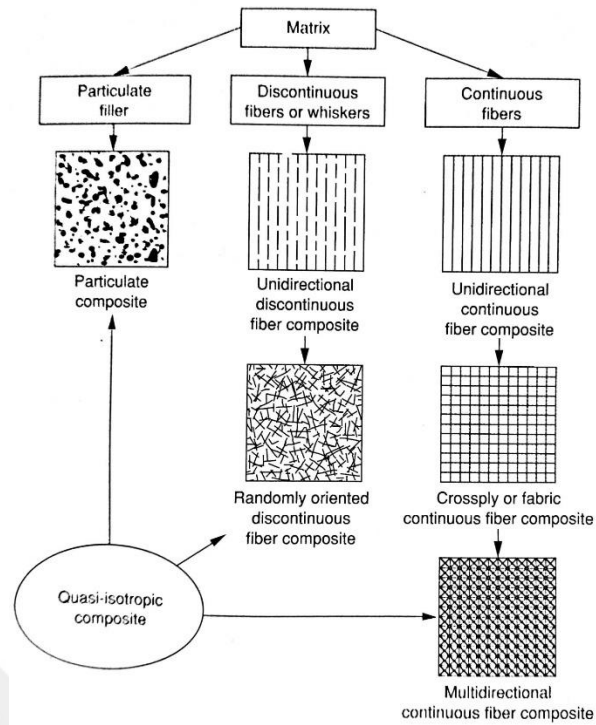 Matrix
Particulate
filler
Discontinuous
fibers or whiskers
Continuous
fibers
Particulate
composite
Unidirectional
discontinuous
fiber composite
Unidirectional
continuous
fiber composite
Randomly oriented
discontinuous
fiber composite
Crossply or fabric
continuous fiber composite
Quasi-isotropic
composite
Multidirectional
continuous fiber composite